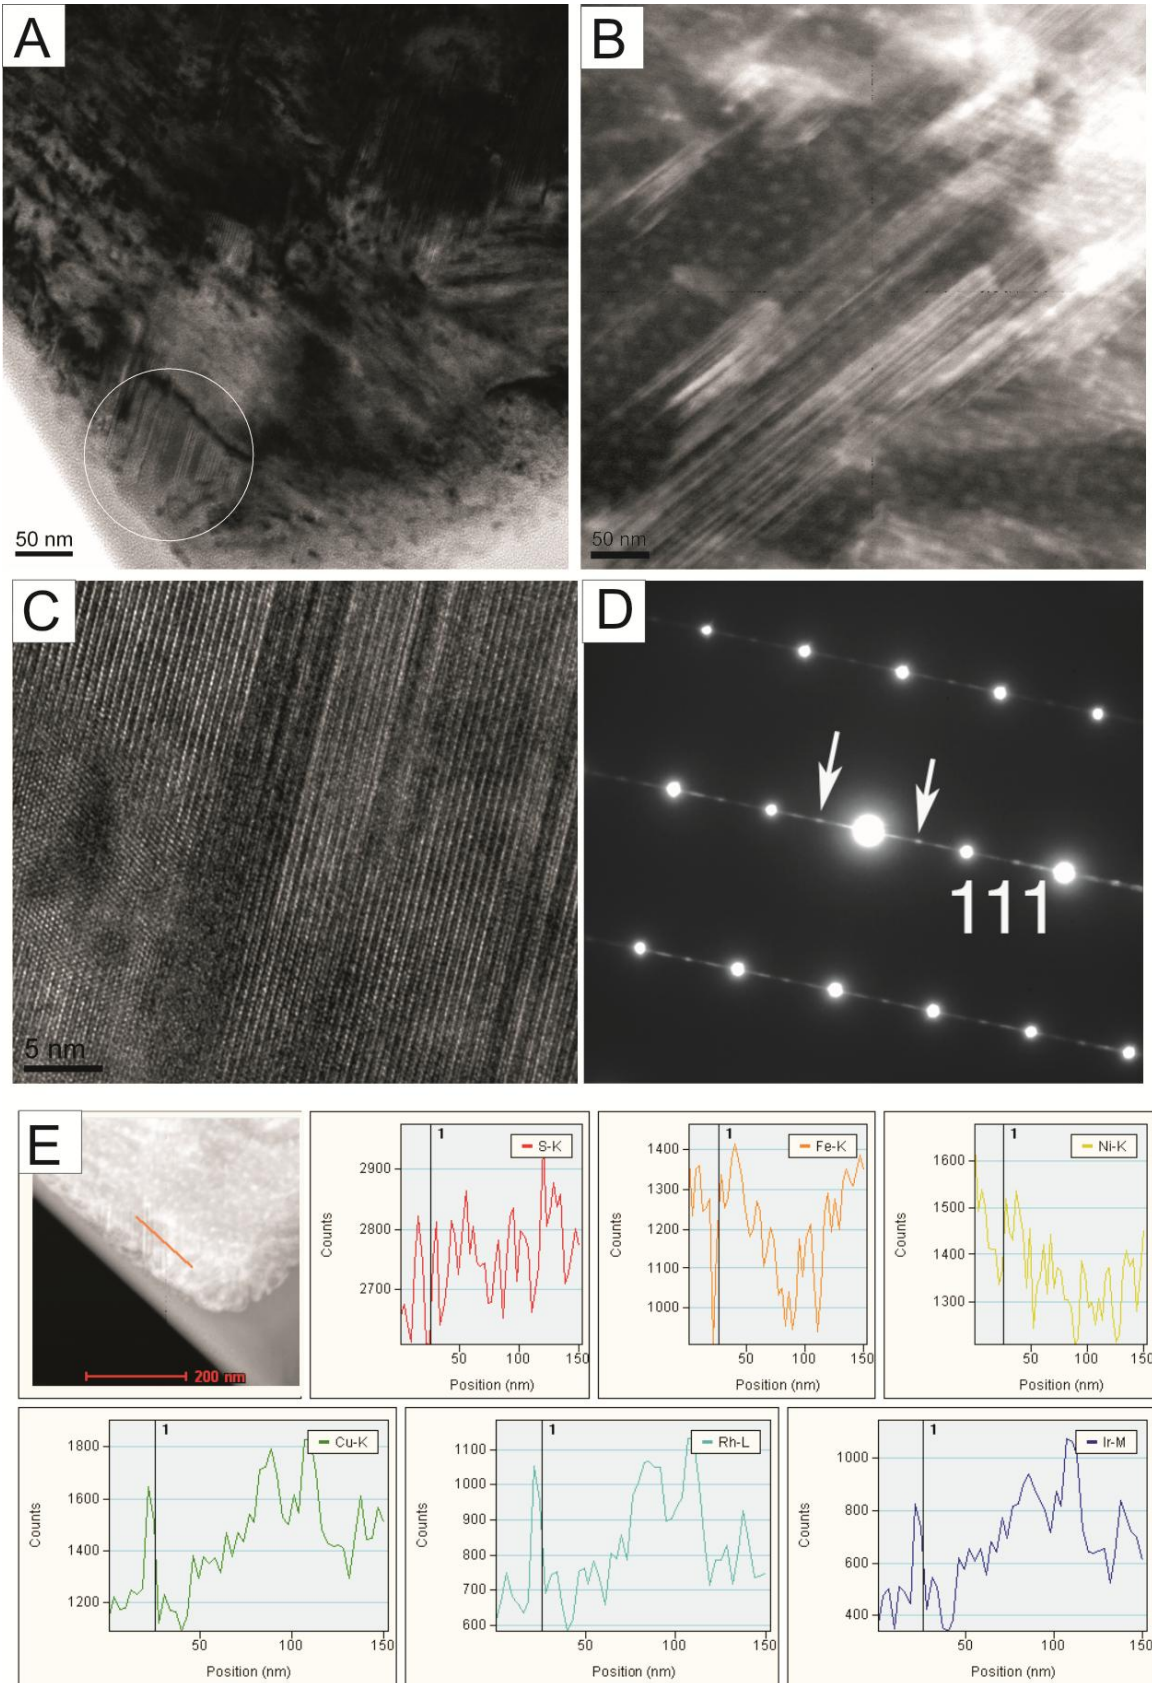 A
B
50 nm
50 nm
C
D
111
5 nm
E
200 nm
1
S-K
2900
2800
2700
Counts
50
100
150
Position (nm)
1
Fe-K
1400
1300
1200
1100
1000
Counts
50
100
150
Position (nm)
1
Ni-K
1600
1500
1400
1300
Counts
50
100
150
Position (nm)
1
Cu-K
1800
1600
1400
1200
Counts
50
100
150
Position (nm)
1
Rh-L
1100
1000
900
800
700
600
Counts
50
100
150
Position (nm)
1
Ir-M
1000
800
600
400
Counts
50
100
150
Position (nm)